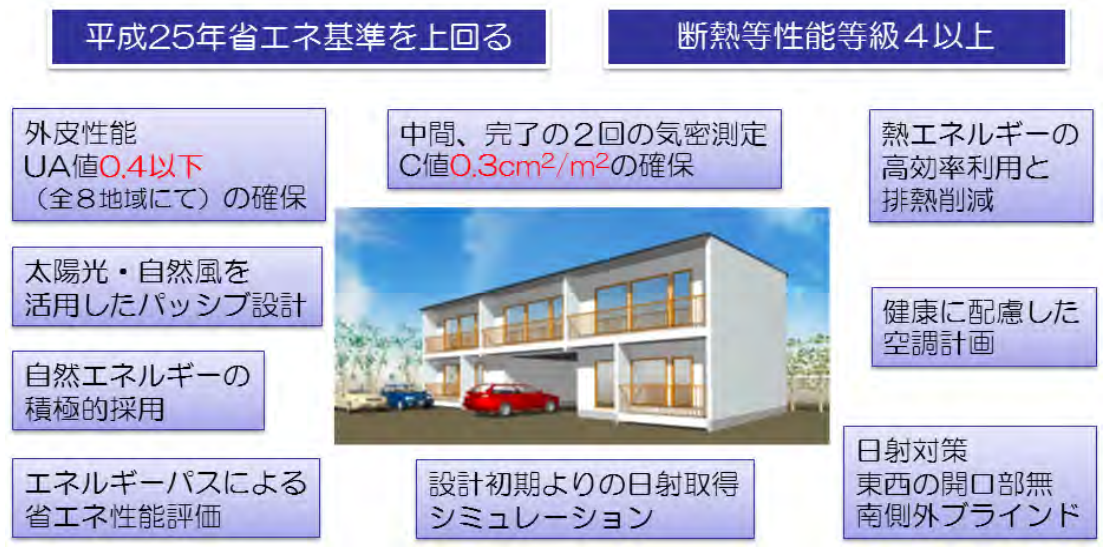 平成25年省エネ基準を上回る
断熱等性能等級４以上
外皮性能
UA値0.4以下
（全８地域にて）の確保
中間、完了の２回の気密測定
C値0.3cm²/m²の確保
熱エネルギーの
高効率利用と
排熱削減
太陽光・自然風を
活用したパッシブ設計
健康に配慮した
空調計画
自然エネルギーの
積極的採用
日射対策
東西の開口部無
南側外ブラインド
エネルギーパスによる
省エネ性能評価
設計初期よりの日射取得
シミュレーション